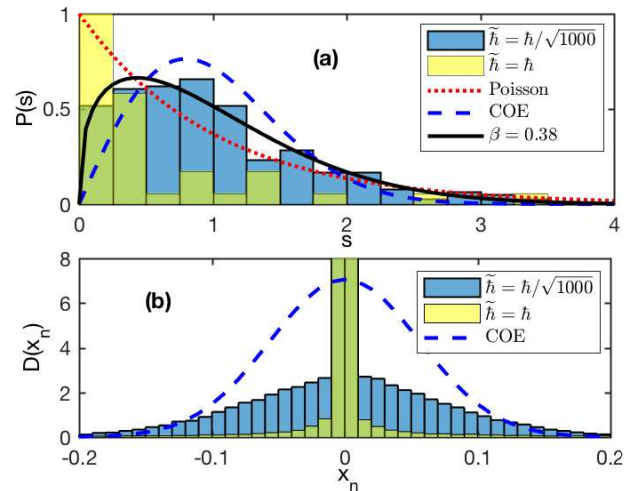 (a)
P(s)
1
0.5
0
ħ̃ = ħ/√1000
ħ̃ = ħ
Poisson
COE
β = 0.38
0 1 2 3 4
s
(b)
D(x_n)
8
6
4
2
0
ħ̃ = ħ/√1000
ħ̃ = ħ
COE
-0.2 -0.1 0 0.1 0.2
x_n